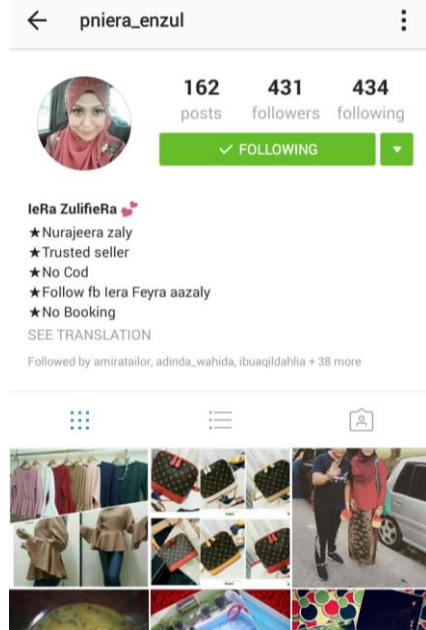 pniera_enzul
162 431 434
posts followers following
✓ FOLLOWING
IeRa ZulifieRa 💕
★Nurajeera zaly
★Trusted seller
★No Cod
★Follow fb Iera Feyra aazaly
★No Booking
SEE TRANSLATION
Followed by amiratailor, adinda_wahida, ibuaqildahlia + 38 more